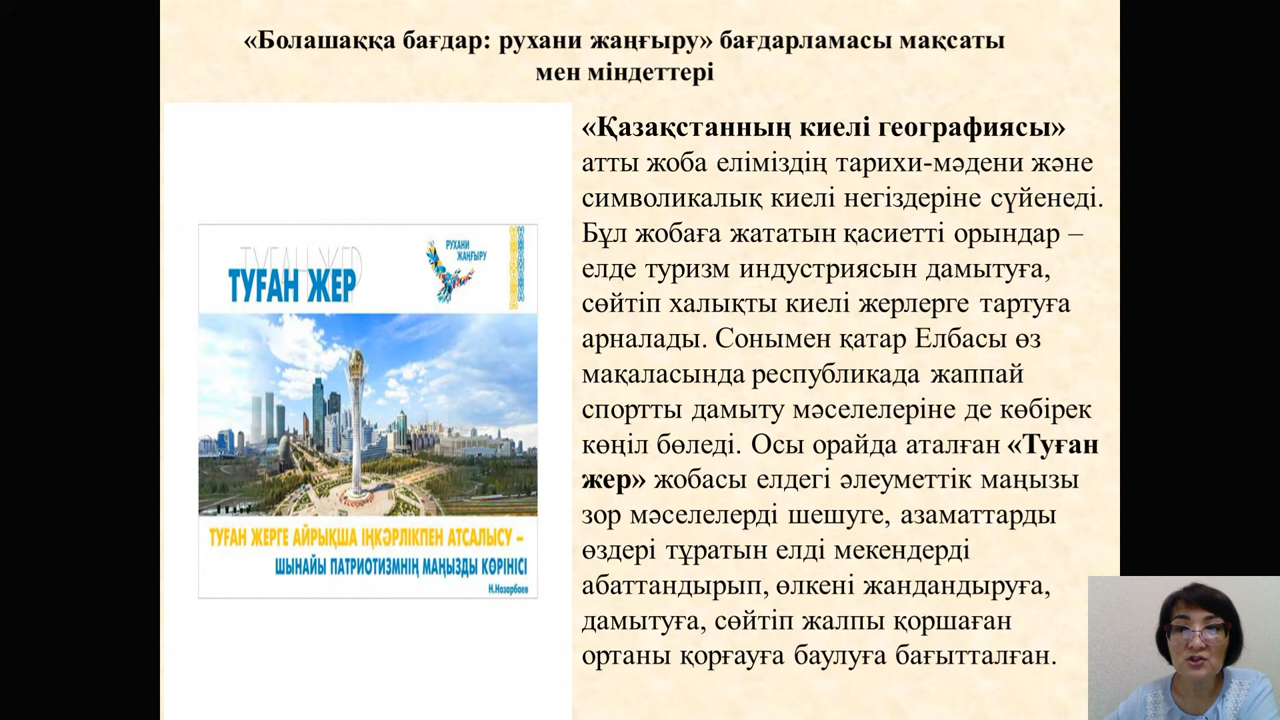 «Болашаққа бағдар: рухани жаңғыру» бағдарламасы мақсаты
мен міндеттері
ТУҒАН ЖЕР
ТУҒАН ЖЕР
РУХАНИ
ЖАҢҒЫРУ
ТУҒАН ЖЕРГЕ АЙРЫҚША ІҢКӘРЛІКПЕН АТСАЛЫСУ –
ШЫНАЙЫ ПАТРИОТИЗМНІҢ МАҢЫЗДЫ КӨРІНІСІ
Н.Назарбаев
«Қазақстанның киелі географиясы»
атты жоба еліміздің тарихи-мәдени және
символикалық киелі негіздеріне сүйенеді.
Бұл жобаға жататын қасиетті орындар –
елде туризм индустриясын дамытуға,
сөйтіп халықты киелі жерлерге тартуға
арналады. Сонымен қатар Елбасы өз
мақаласында республикада жаппай
спортты дамыту мәселелеріне де көбірек
көңіл бөледі. Осы орайда аталған «Туған
жер» жобасы елдегі әлеуметтік маңызы
зор мәселелерді шешуге, азаматтарды
өздері тұратын елді мекендерді
абаттандырып, өлкені жандандыруға,
дамытуға, сөйтіп жалпы қоршаған
ортаны қорғауға баулуға бағытталған.